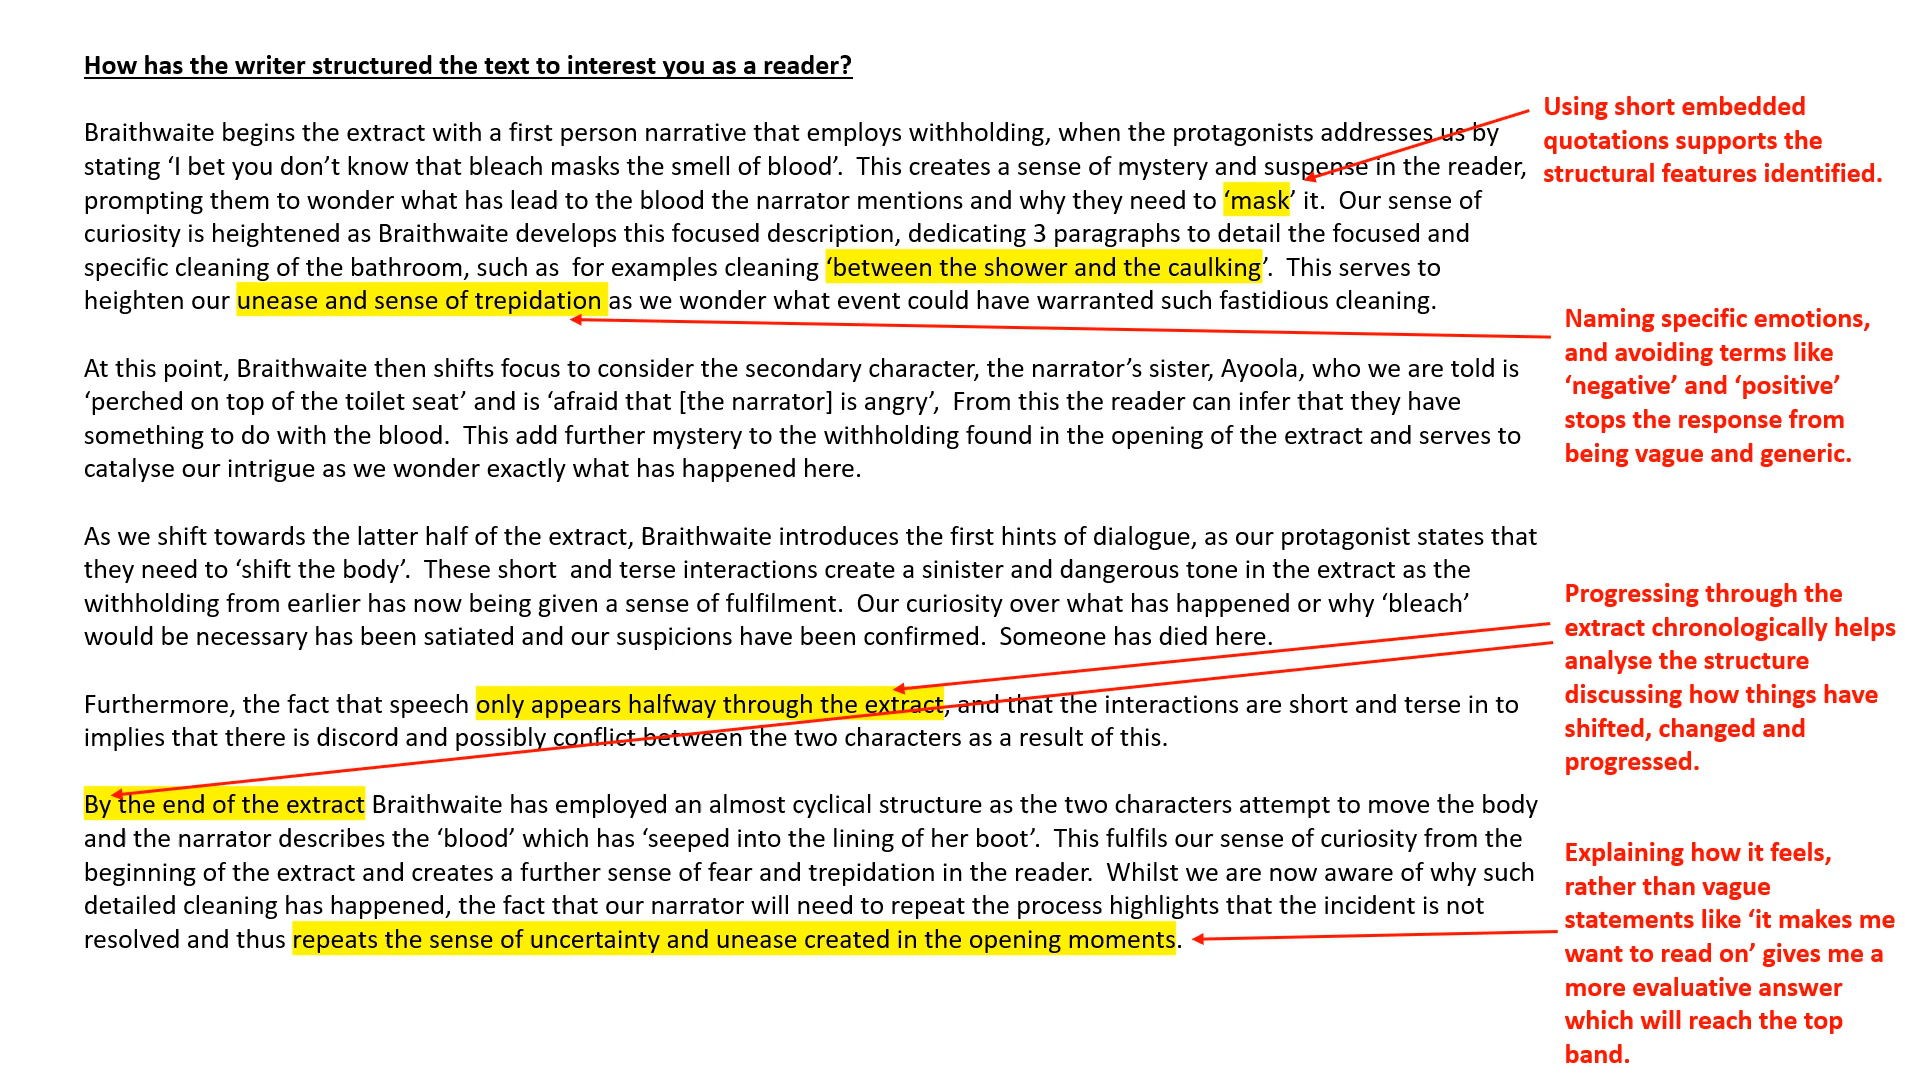 How has the writer structured the text to interest you as a reader?
Braithwaite begins the extract with a first person narrative that employs withholding, when the protagonists addresses us by
stating ‘I bet you don’t know that bleach masks the smell of blood’.  This creates a sense of mystery and suspense in the reader,
prompting them to wonder what has lead to the blood the narrator mentions and why they need to ‘mask’ it.  Our sense of
curiosity is heightened as Braithwaite develops this focused description, dedicating 3 paragraphs to detail the focused and
specific cleaning of the bathroom, such as  for examples cleaning ‘between the shower and the caulking’.  This serves to
heighten our unease and sense of trepidation as we wonder what event could have warranted such fastidious cleaning.
At this point, Braithwaite then shifts focus to consider the secondary character, the narrator’s sister, Ayoola, who we are told is
‘perched on top of the toilet seat’ and is ‘afraid that [the narrator] is angry’,  From this the reader can infer that they have
something to do with the blood.  This add further mystery to the withholding found in the opening of the extract and serves to
catalyse our intrigue as we wonder exactly what has happened here.
As we shift towards the latter half of the extract, Braithwaite introduces the first hints of dialogue, as our protagonist states that
they need to ‘shift the body’.  These short  and terse interactions create a sinister and dangerous tone in the extract as the
withholding from earlier has now being given a sense of fulfilment.  Our curiosity over what has happened or why ‘bleach’
would be necessary has been satiated and our suspicions have been confirmed.  Someone has died here.
Furthermore, the fact that speech only appears halfway through the extract, and that the interactions are short and terse in to
implies that there is discord and possibly conflict between the two characters as a result of this.
By the end of the extract Braithwaite has employed an almost cyclical structure as the two characters attempt to move the body
and the narrator describes the ‘blood’ which has ‘seeped into the lining of her boot’.  This fulfils our sense of curiosity from the
beginning of the extract and creates a further sense of fear and trepidation in the reader.  Whilst we are now aware of why such
detailed cleaning has happened, the fact that our narrator will need to repeat the process highlights that the incident is not
resolved and thus repeats the sense of uncertainty and unease created in the opening moments.
Using short embedded
quotations supports the
structural features identified.
Naming specific emotions,
and avoiding terms like
‘negative’ and ‘positive’
stops the response from
being vague and generic.
Progressing through the
extract chronologically helps
analyse the structure
discussing how things have
shifted, changed and
progressed.
Explaining how it feels,
rather than vague
statements like ‘it makes me
want to read on’ gives me a
more evaluative answer
which will reach the top
band.